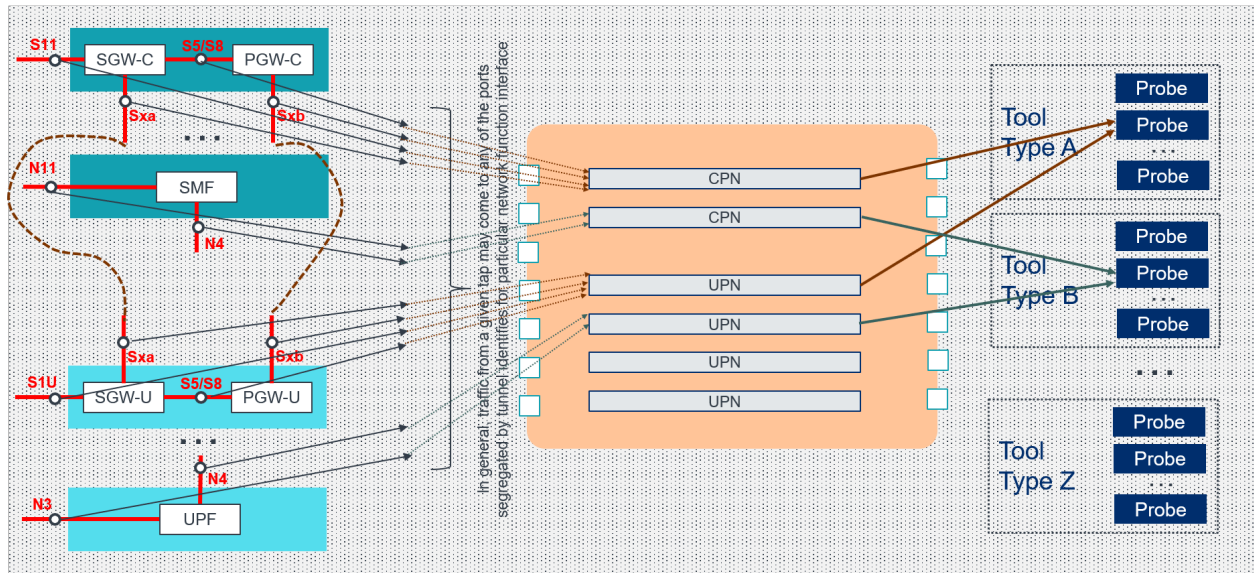 S11
SGW-C
S5/S8
PGW-C
Sxa
Sxb
...
N11
SMF
N4
Sxa
Sxb
S1U
SGW-U
S5/S8
PGW-U
...
N4
N3
UPF
In general, traffic from a given tap may come to any of the ports
segregated by tunnel identifies for particular network function interface
CPN
CPN
UPN
UPN
UPN
UPN
Tool
Type A
Probe
Probe
...
Probe
Tool
Type B
Probe
Probe
...
Probe
...
Tool
Type Z
Probe
Probe
...
Probe